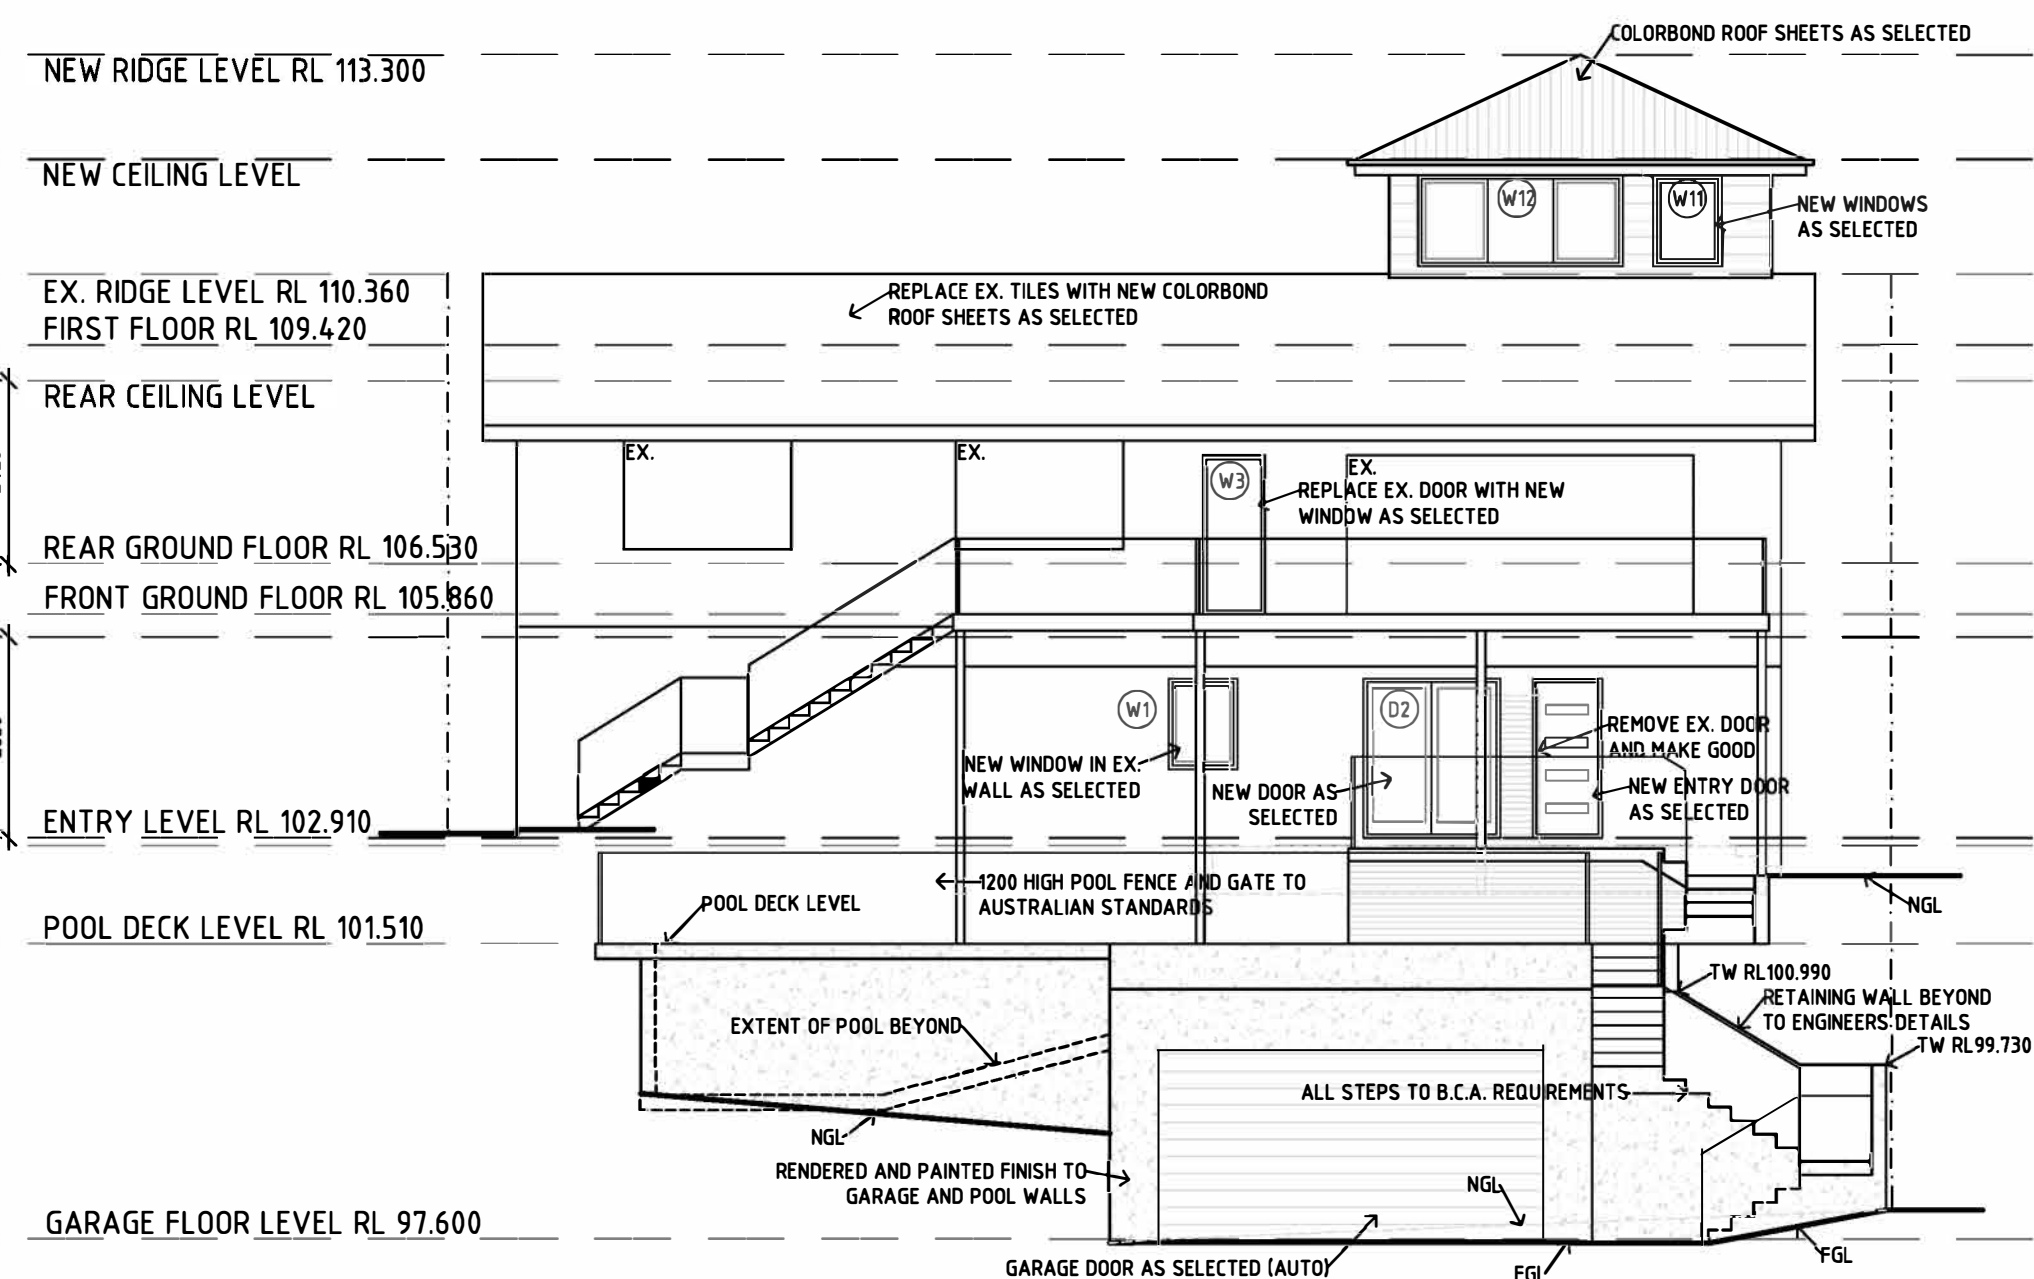 COLORBOND ROOF SHEETS AS SELECTED
NEW RIDGE LEVEL RL 113.300
NEW CEILING LEVEL
W12
W11
NEW WINDOWS
AS SELECTED
EX. RIDGE LEVEL RL 110.360
REPLACE EX. TILES WITH NEW COLORBOND
ROOF SHEETS AS SELECTED
FIRST FLOOR RL 109.420
REAR CEILING LEVEL
EX.
EX.
EX.
W3
REPLACE EX. DOOR WITH NEW
WINDOW AS SELECTED
REAR GROUND FLOOR RL 106.530
FRONT GROUND FLOOR RL 105.860
W1
D2
REMOVE EX. DOOR
AND MAKE GOOD
NEW WINDOW IN EX.
WALL AS SELECTED
NEW DOOR AS
SELECTED
NEW ENTRY DOOR
AS SELECTED
ENTRY LEVEL RL 102.910
1200 HIGH POOL FENCE AND GATE TO
AUSTRALIAN STANDARDS
POOL DECK LEVEL
NGL
POOL DECK LEVEL RL 101.510
TW RL100.990
RETAINING WALL BEYOND
TO ENGINEERS DETAILS
EXTENT OF POOL BEYOND
TW RL99.730
ALL STEPS TO B.C.A. REQUIREMENTS
NGL
RENDERED AND PAINTED FINISH TO
GARAGE AND POOL WALLS
NGL
GARAGE FLOOR LEVEL RL 97.600
FGL
GARAGE DOOR AS SELECTED (AUTO)
FGL